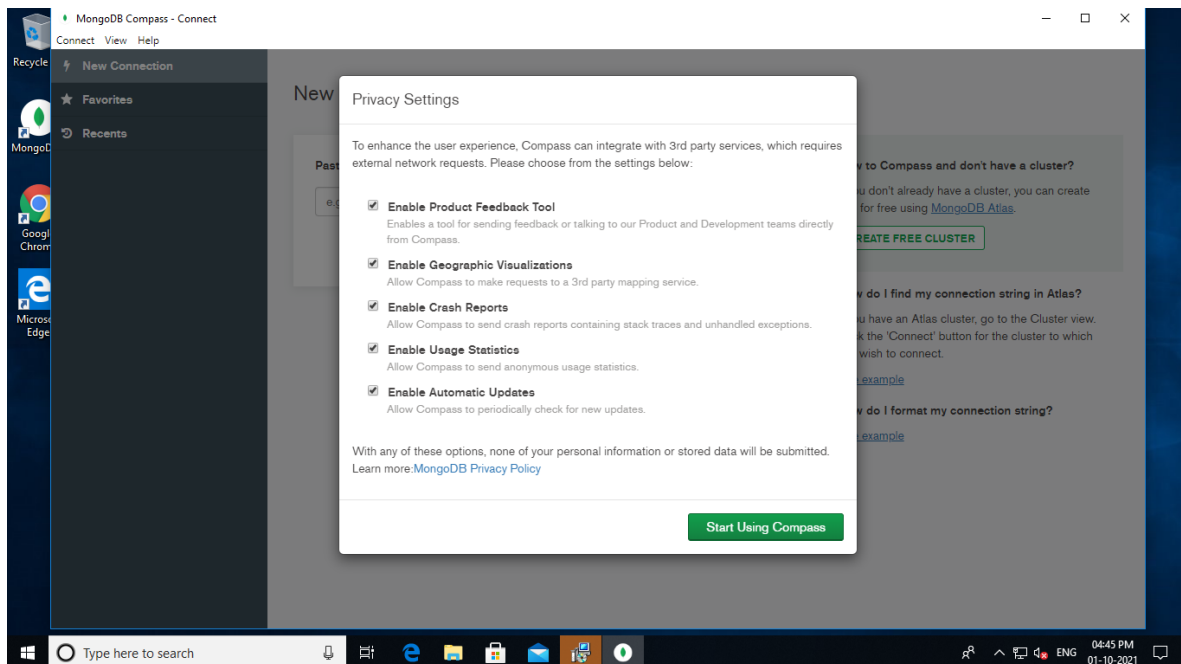 MongoDB Compass - Connect
Connect View Help
Recycle
New Connection
Favorites
Recents
New
Privacy Settings
To enhance the user experience, Compass can integrate with 3rd party services, which requires
external network requests. Please choose from the settings below:
Enable Product Feedback Tool
Enables a tool for sending feedback or talking to our Product and Development teams directly
from Compass.
Enable Geographic Visualizations
Allow Compass to make requests to a 3rd party mapping service.
Enable Crash Reports
Allow Compass to send crash reports containing stack traces and unhandled exceptions.
Enable Usage Statistics
Allow Compass to send anonymous usage statistics.
Enable Automatic Updates
Allow Compass to periodically check for new updates.
With any of these options, none of your personal information or stored data will be submitted.
Learn more:MongoDB Privacy Policy
Start Using Compass
Past
e.g
to Compass and don't have a cluster?
don't already have a cluster, you can create
for free using MongoDB Atlas.
REATE FREE CLUSTER
do I find my connection string in Atlas?
have an Atlas cluster, go to the Cluster view.
the 'Connect' button for the cluster to which
wish to connect.
example
do I format my connection string?
example
Googl
Chrom
Edge
Type here to search
ENG
04:45 PM
01-10-2021